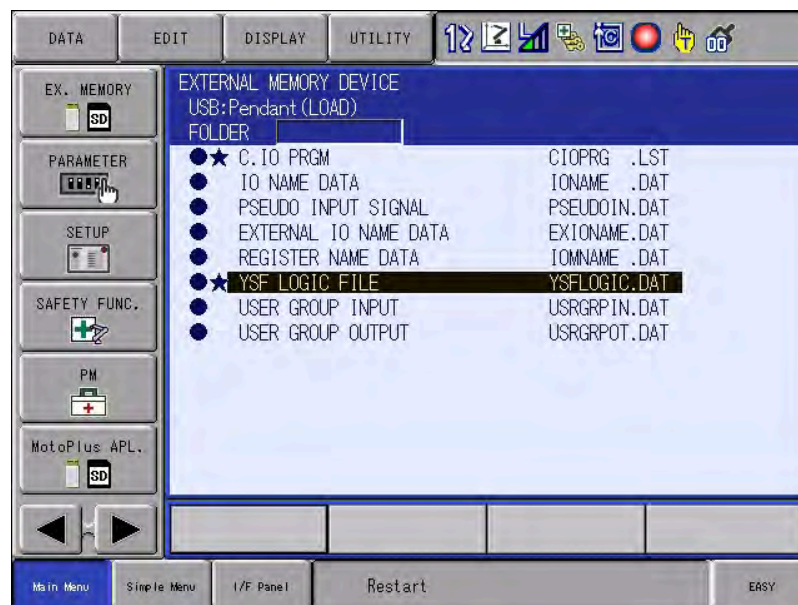 DATA EDIT DISPLAY UTILITY
EX. MEMORY
SD
PARAMETER
SETUP
SAFETY FUNC.
PM
MotoPlus APL.
SD
EXTERNAL MEMORY DEVICE
USB:Pendant(LOAD)
FOLDER
C.IO PRGM CIOPRG .LST
IO NAME DATA IONAME .DAT
PSEUDO INPUT SIGNAL PSEUDOIN.DAT
EXTERNAL IO NAME DATA EXIONAME.DAT
REGISTER NAME DATA IOMNAME .DAT
YSF LOGIC FILE YSFLOGIC.DAT
USER GROUP INPUT USRGRPIN.DAT
USER GROUP OUTPUT USRGRPOT.DAT
Main Menu Simple Menu I/F Panel Restart EASY